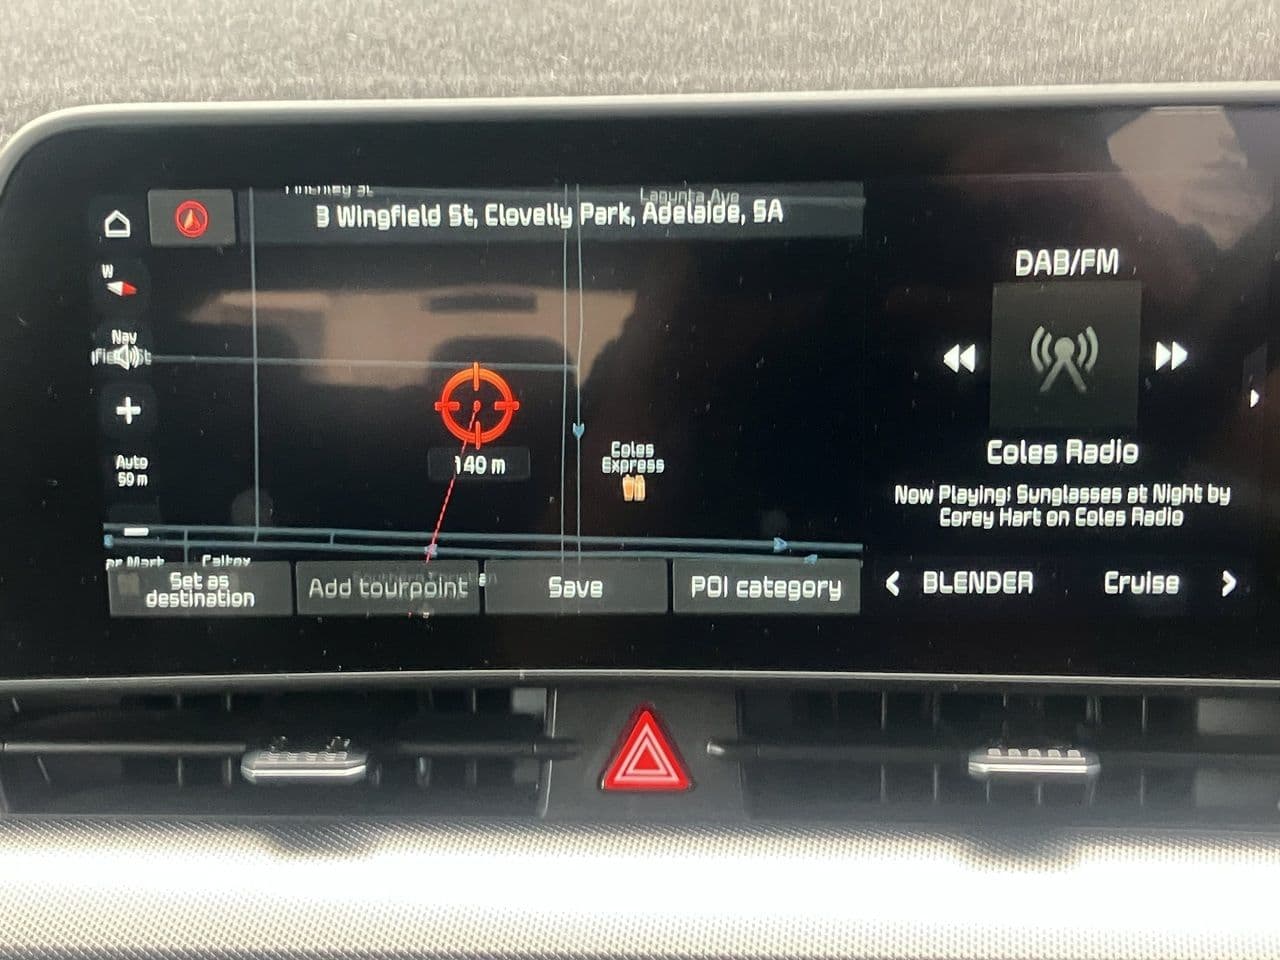 Lagunta Ave
3 Wingfield St, Clovelly Park, Adelaide, SA
W
Nav
+
Auto
50 m
140 m
Coles
Express
Caltex
Set as
destination
Add tourpoint
Save
POI category
DAB/FM
Coles Radio
Now Playing: Sunglasses at Night by
Corey Hart on Coles Radio
BLENDER
Cruise